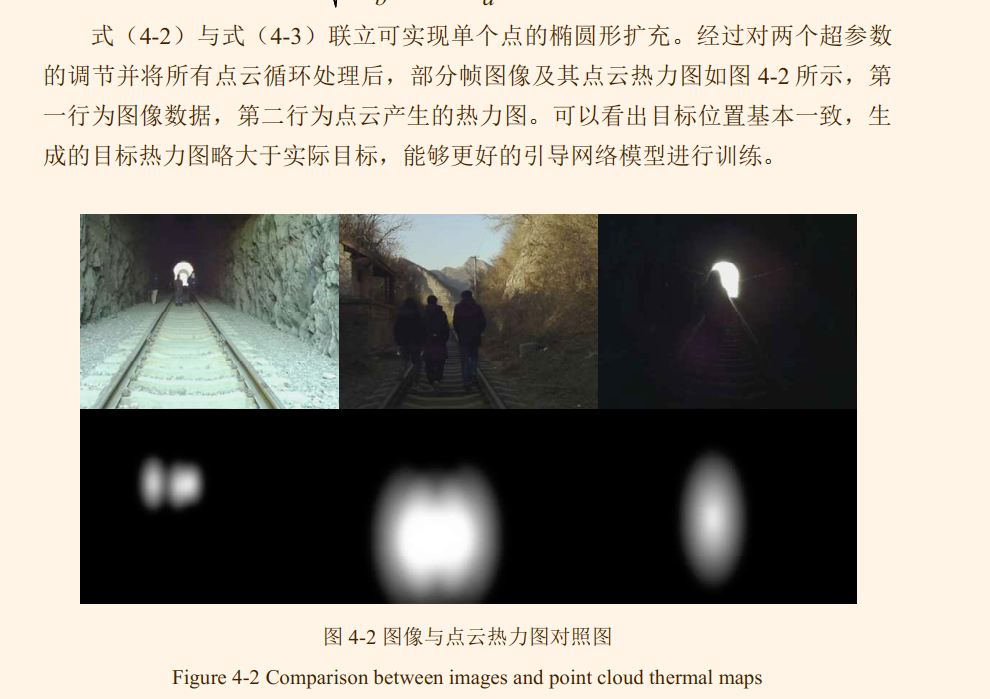 式（4-2）与式（4-3）联立可实现单个点的椭圆形扩充。经过对两个超参数
的调节并将所有点云循环处理后，部分帧图像及其点云热力图如图 4-2 所示，第
一行为图像数据，第二行为点云产生的热力图。可以看出目标位置基本一致，生
成的目标热力图略大于实际目标，能够更好的引导网络模型进行训练。
图 4-2 图像与点云热力图对照图
Figure 4-2 Comparison between images and point cloud thermal maps